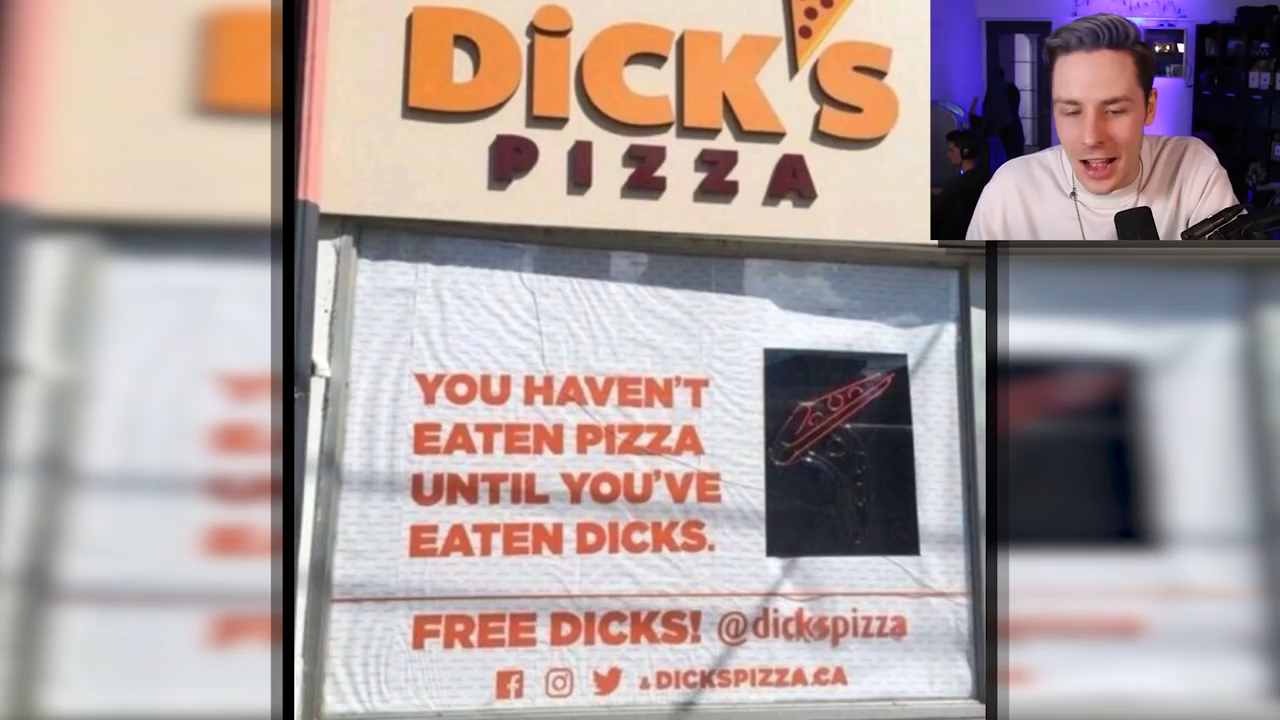 DiCK'S
PIZZA
YOU HAVEN'T
EATEN PIZZA
UNTIL YOU'VE
EATEN DICKS.
FREE DICKS! @dickspizza
& DICKSPIZZA.CA